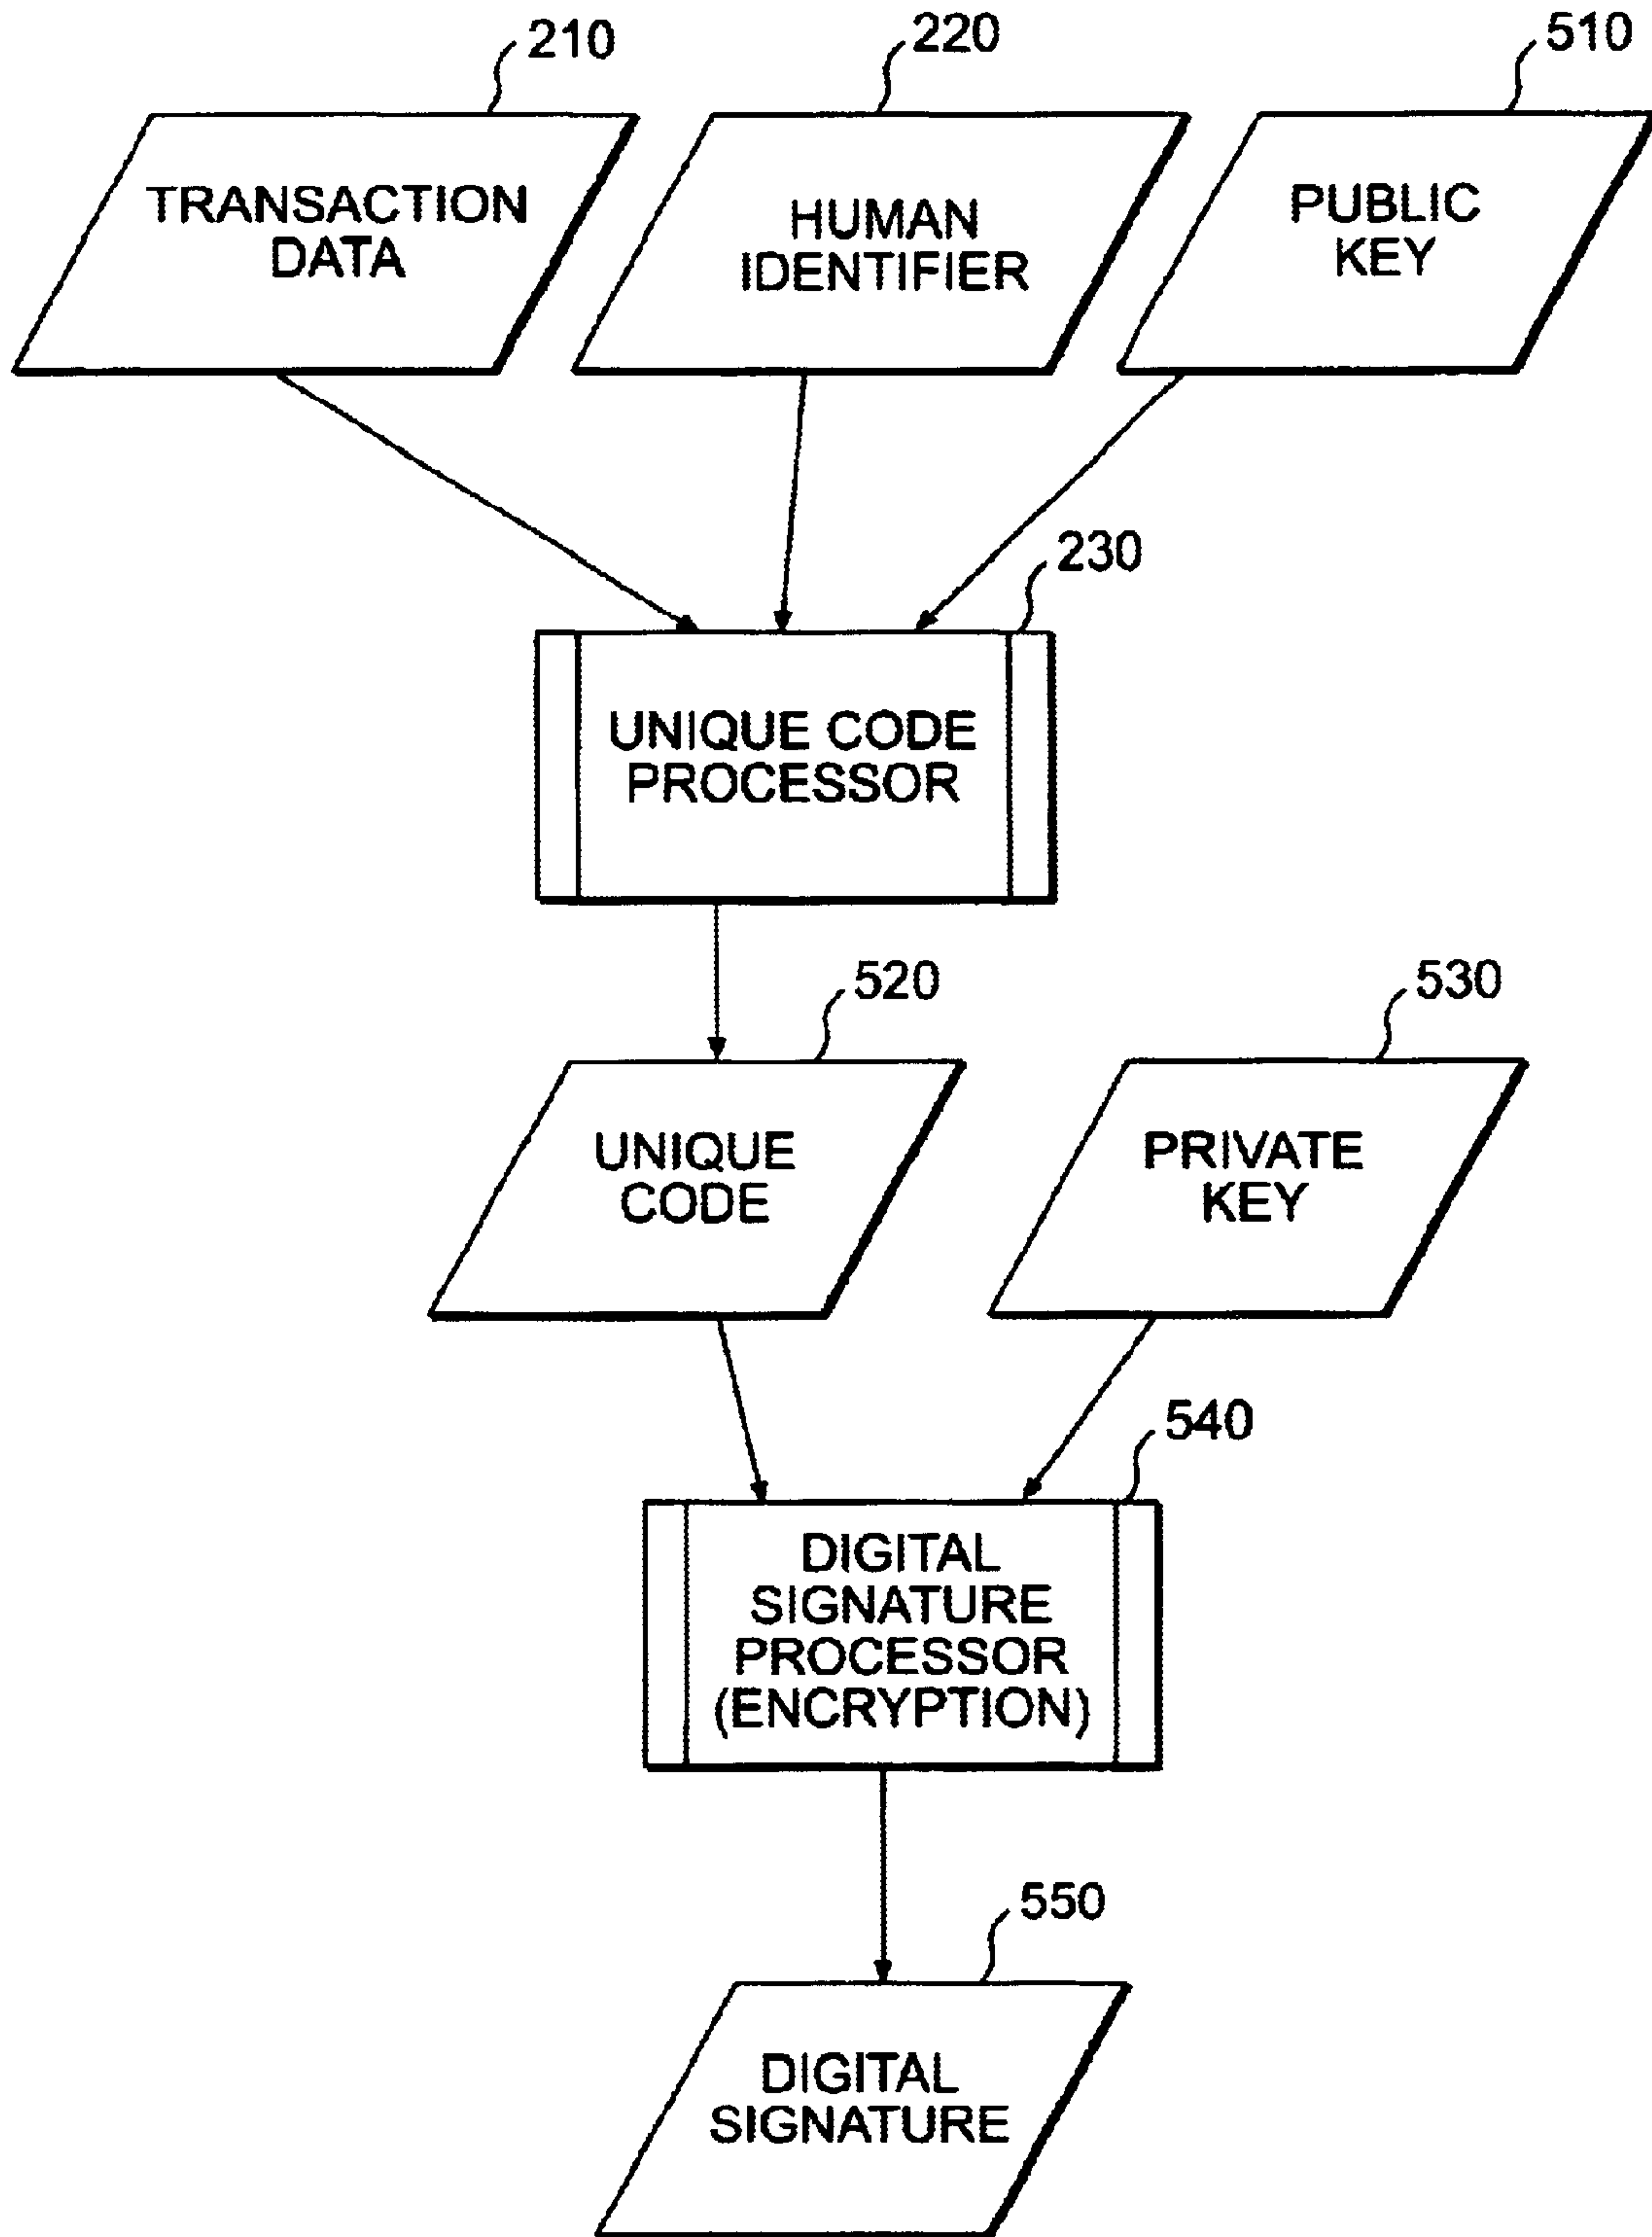 210
220
510
TRANSACTION
DATA
HUMAN
IDENTIFIER
PUBLIC
KEY
230
UNIQUE CODE
PROCESSOR
520
530
UNIQUE
CODE
PRIVATE
KEY
540
DIGITAL
SIGNATURE
PROCESSOR
(ENCRYPTION)
550
DIGITAL
SIGNATURE